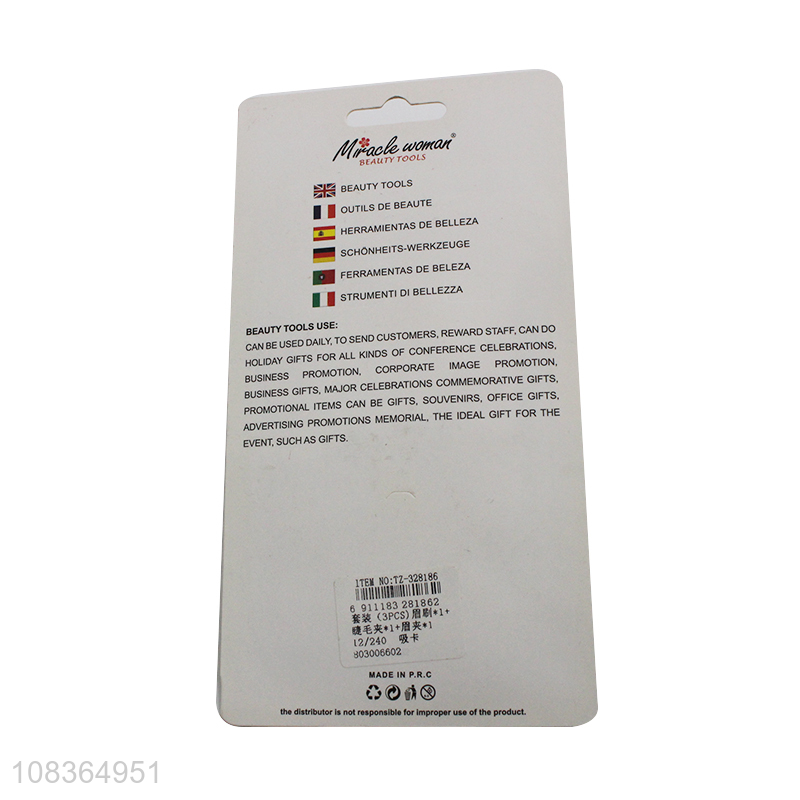 Miracle woman®
BEAUTY TOOLS
BEAUTY TOOLS
OUTILS DE BEAUTE
HERRAMIENTAS DE BELLEZA
SCHÖNHEITS-WERKZEUGE
FERRAMENTAS DE BELEZA
STRUMENTI DI BELLEZZA
BEAUTY TOOLS USE:
CAN BE USED DAILY, TO SEND CUSTOMERS, REWARD STAFF, CAN DO
HOLIDAY GIFTS FOR ALL KINDS OF CONFERENCE CELEBRATIONS,
BUSINESS PROMOTION, CORPORATE IMAGE PROMOTION,
BUSINESS GIFTS, MAJOR CELEBRATIONS COMMEMORATIVE GIFTS,
PROMOTIONAL ITEMS CAN BE GIFTS, SOUVENIRS, OFFICE GIFTS,
ADVERTISING PROMOTIONS MEMORIAL, THE IDEAL GIFT FOR THE
EVENT, SUCH AS GIFTS.
ITEM NO:TZ-328186
6 911183 281862
套装(3PCS)眉刷*1+
睫毛夹*1+眉夹*1
12/240 吸卡
803006602
MADE IN P.R.C
the distributor is not responsible for improper use of the product.
108364951